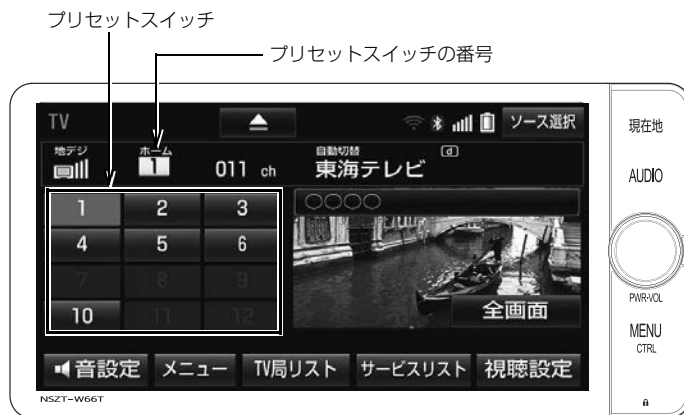 プリセットスイッチ
プリセットスイッチの番号
TV
ソース選択
地デジ
ホーム
1
011 ch
自動切替
d
東海テレビ
○○○○
1
2
3
4
5
6
7
8
9
10
11
12
全画面
音設定
メニュー
TV局リスト
サービスリスト
視聴設定
現在地
AUDIO
PWR·VOL
MENU
CTRL
NSZT-W66T